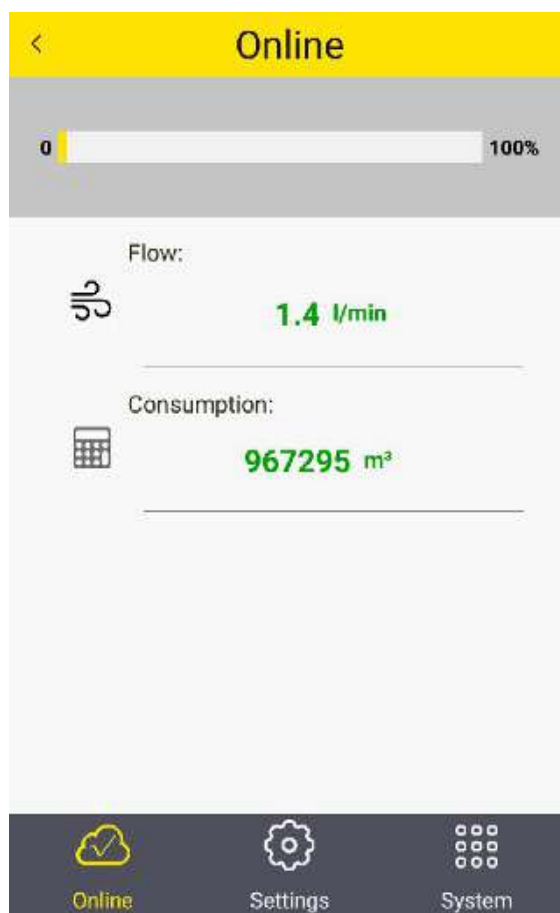 Online
0 100%
Flow:
1.4 l/min
Consumption:
967295 m³
Online Settings System